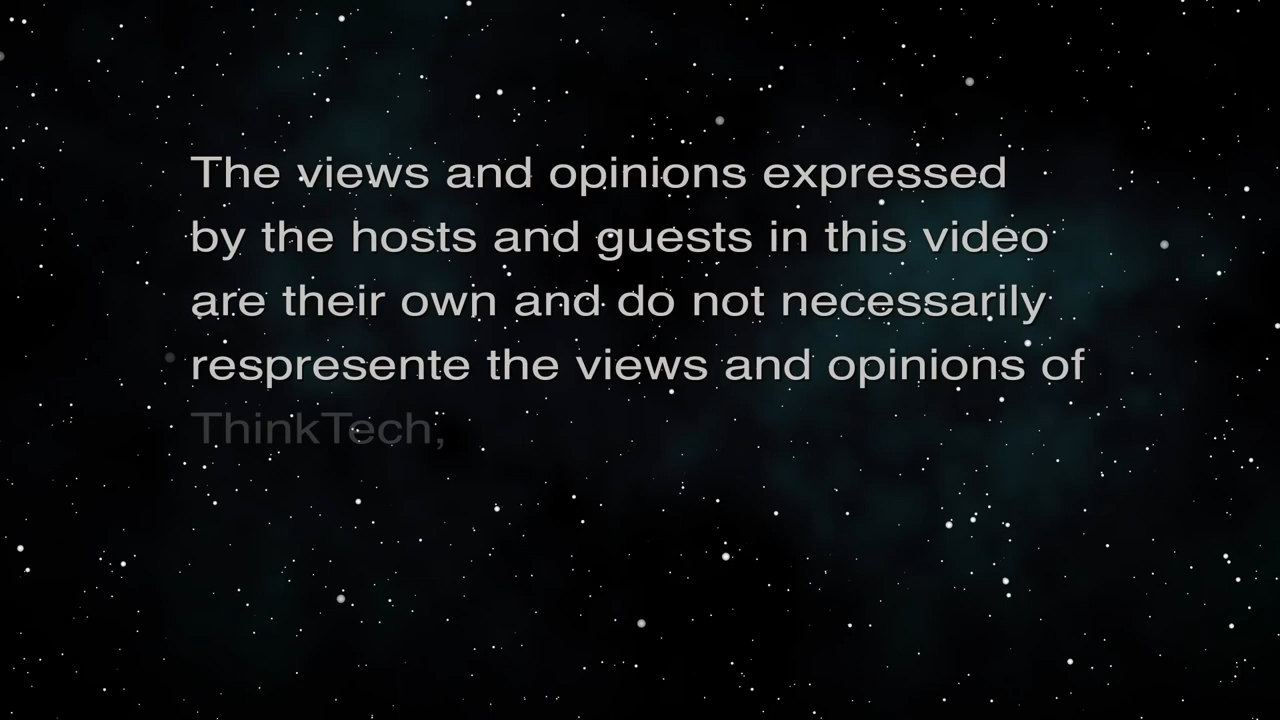 The views and opinions expressed
by the hosts and guests in this video
are their own and do not necessarily
respresente the views and opinions of
ThinkTech,